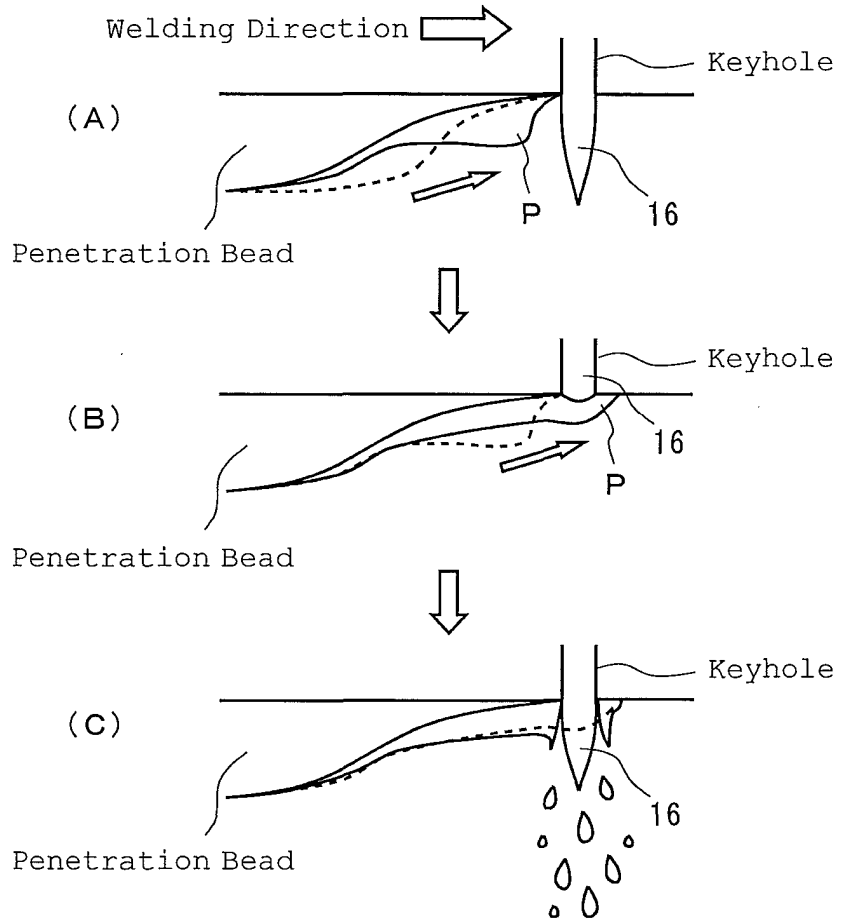 Welding Direction
Keyhole
(A)
P
16
Penetration Bead
Keyhole
(B)
16
P
Penetration Bead
Keyhole
(C)
16
Penetration Bead